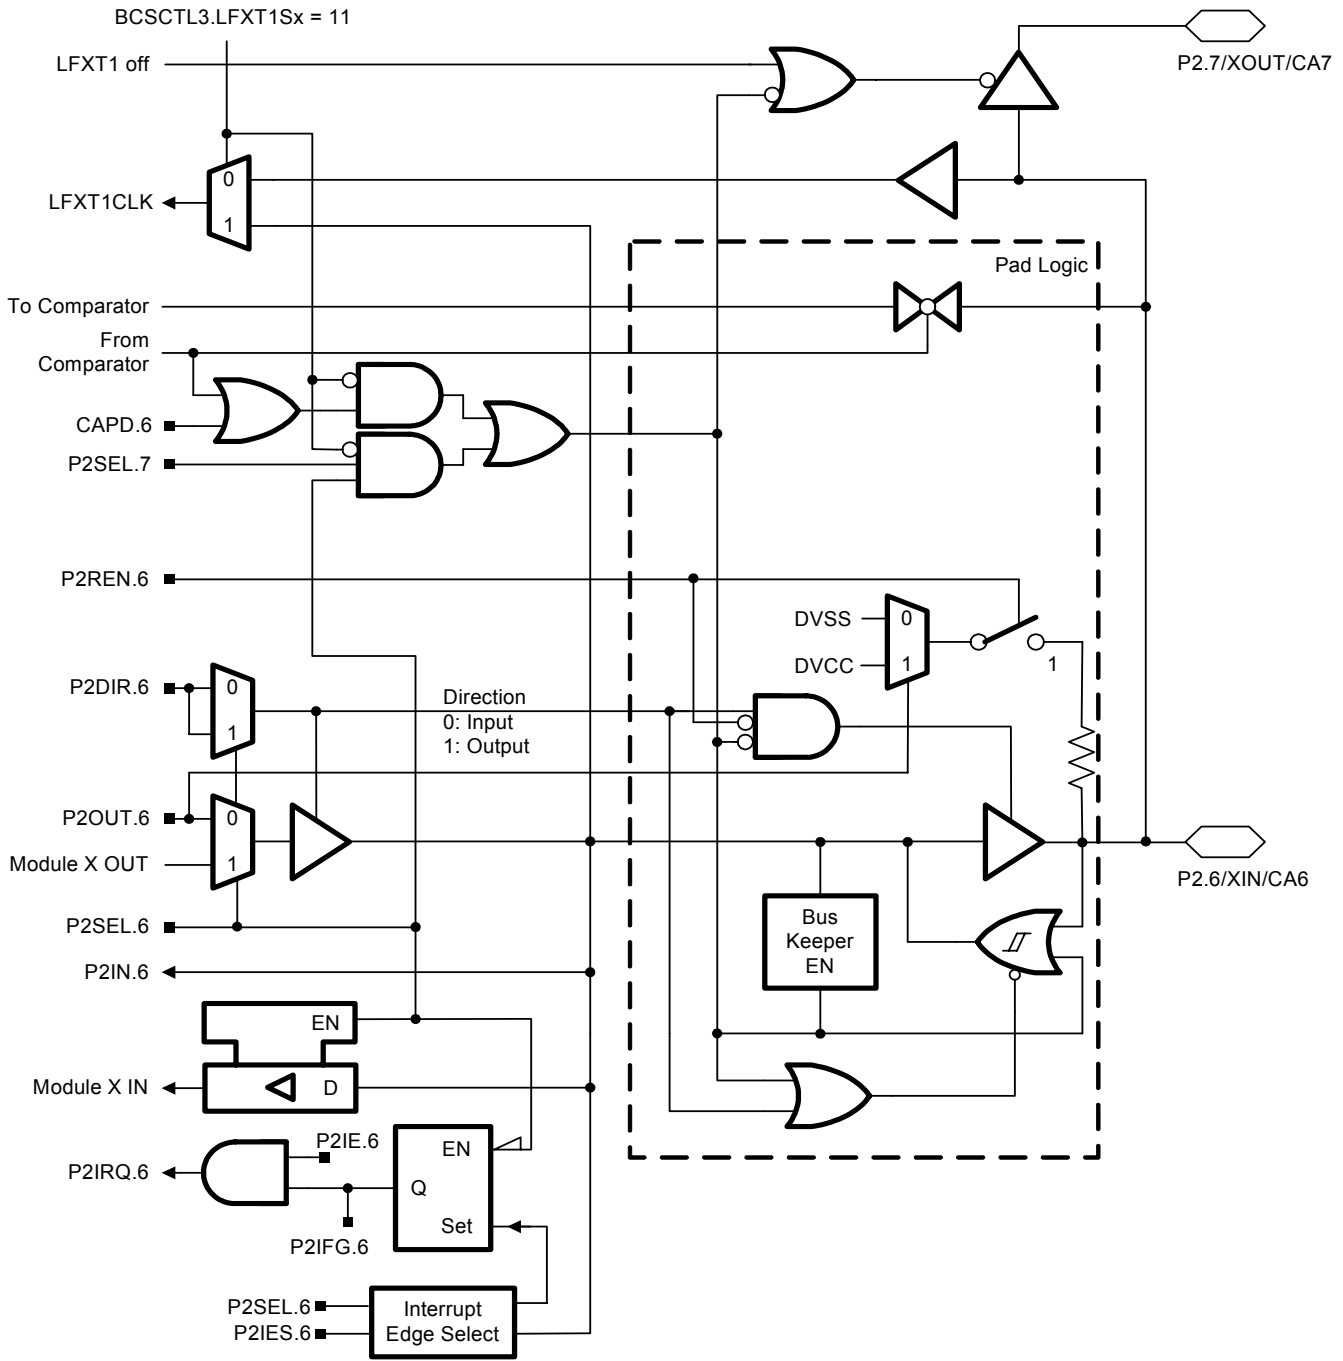 BCSCTL3.LFXT1Sx = 11
LFXT1 off
P2.7/XOUT/CA7
0
LFXT1CLK
1
Pad Logic
To Comparator
From
Comparator
CAPD.6
P2SEL.7
P2REN.6
DVSS
0
DVCC
1
1
P2DIR.6
0
1
Direction
0: Input
1: Output
P2OUT.6
0
Module X OUT
1
P2.6/XIN/CA6
P2SEL.6
Bus
Keeper
EN
P2IN.6
EN
Module X IN
D
P2IE.6
P2IRQ.6
EN
Q
Set
P2IFG.6
P2SEL.6
P2IES.6
Interrupt
Edge Select